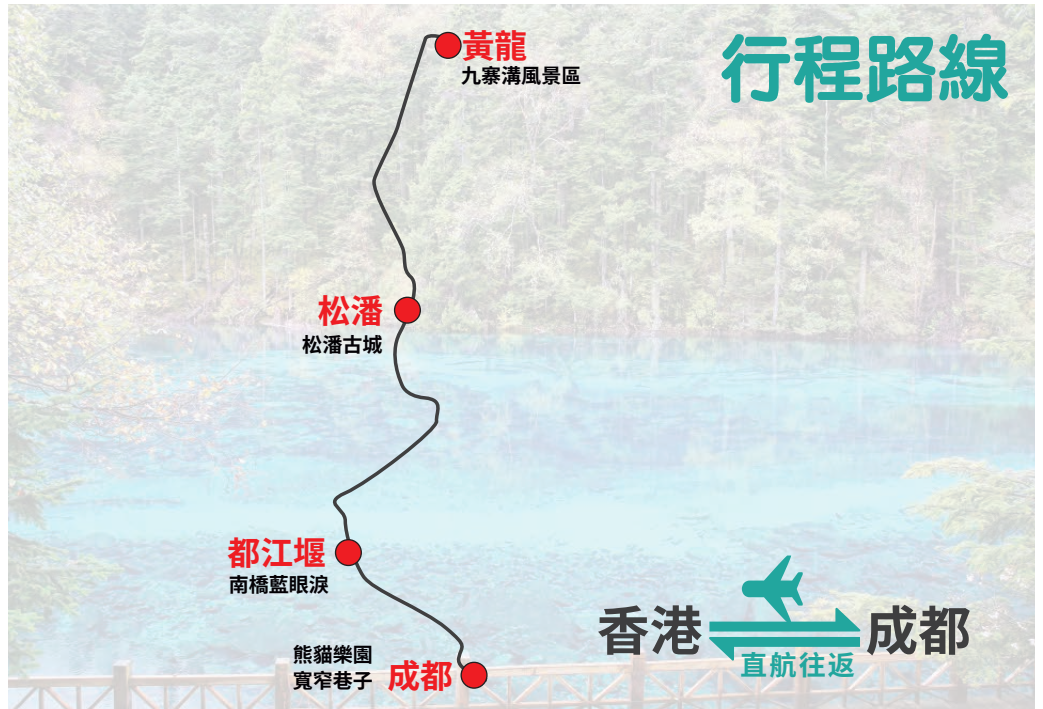 行程路線
黃龍
九寨溝風景區
松潘
松潘古城
都江堰
南橋藍眼淚
熊貓樂園
寬窄巷子
成都
香港
成都
直航往返